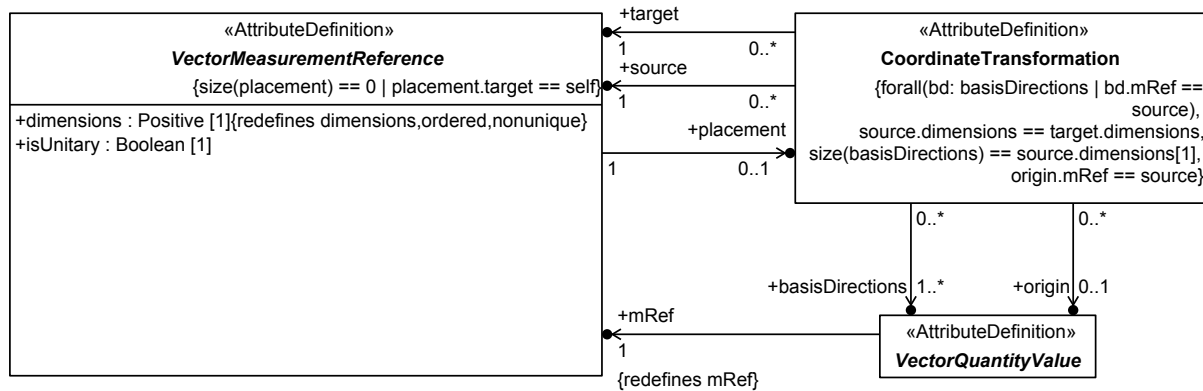 «AttributeDefinition»
VectorMeasurementReference
{size(placement) == 0 | placement.target == self}
+dimensions : Positive [1]{redefines dimensions,ordered,nonunique}
+isUnitary : Boolean [1]
+target
1
0..*
+source
1
0..*
+placement
1
0..1
«AttributeDefinition»
CoordinateTransformation
{forall(bd: basisDirections | bd.mRef ==
source),
source.dimensions == target.dimensions,
size(basisDirections) == source.dimensions[1],
origin.mRef == source}
0..*
0..*
+basisDirections
1..*
+origin
0..1
+mRef
1
{redefines mRef}
«AttributeDefinition»
VectorQuantityValue